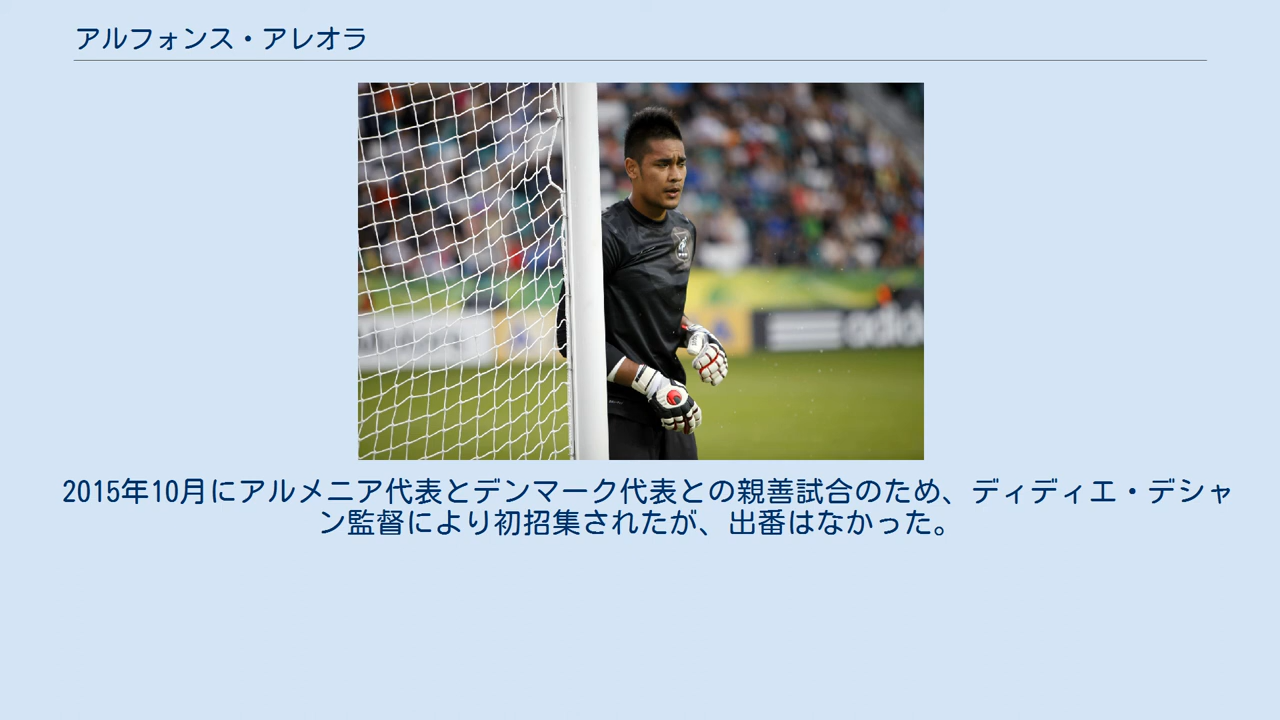 アルフォンス・アレオラ
adida
2015年10月にアルメニア代表とデンマーク代表との親善試合のため、ディディエ・デシャ
ン監督により初招集されたが、出番はなかった。